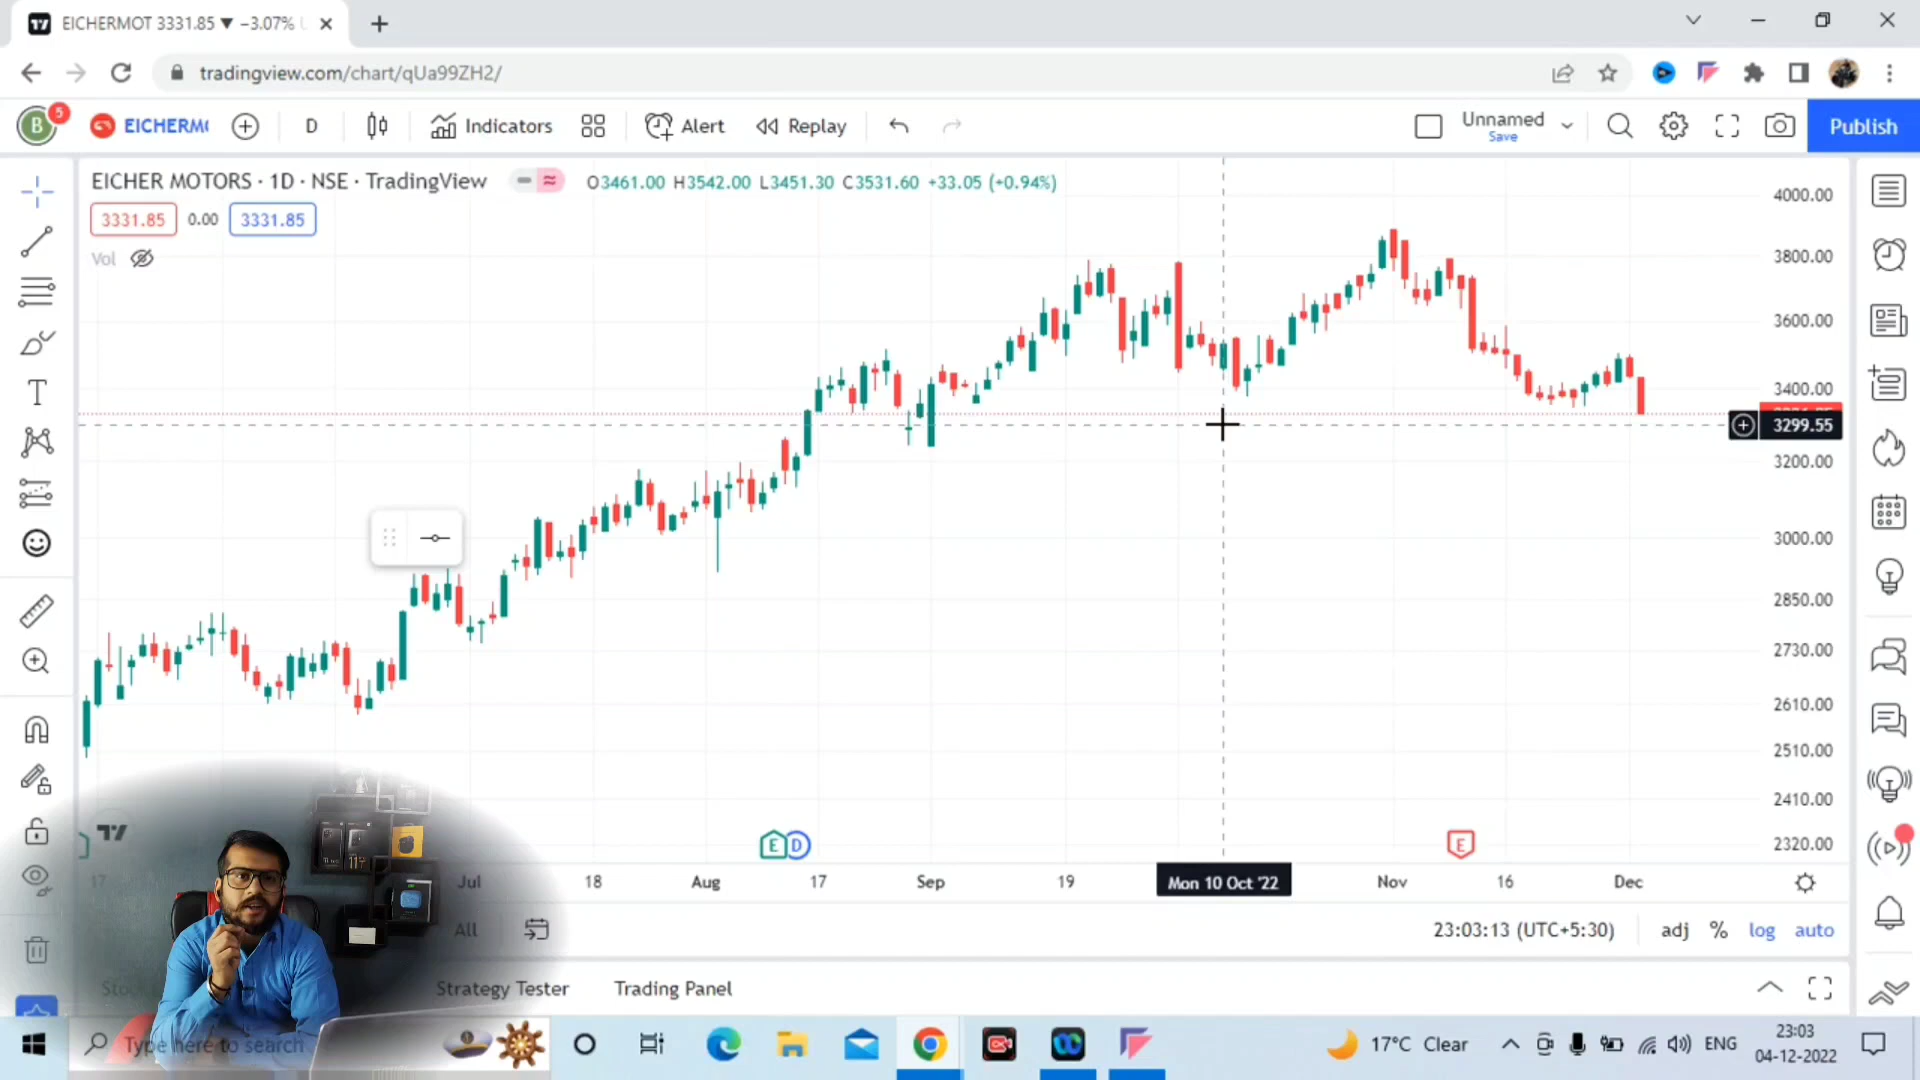 EICHERMOT 3331.85 ▼ −3.07%
tradingview.com/chart/qUa99ZH2/
B
5
EICHERM
D
Indicators
Alert
Replay
Unnamed
Save
Publish
EICHER MOTORS · 1D · NSE · TradingView
O3461.00 H3542.00 L3451.30 C3531.60 +33.05 (+0.94%)
3331.85
0.00
3331.85
Vol
4000.00
3800.00
3600.00
3400.00
3299.55
3200.00
3000.00
2850.00
2730.00
2610.00
2510.00
2410.00
2320.00
E
D
E
17
Jul
18
Aug
17
Sep
19
Mon 10 Oct '22
Nov
16
Dec
All
23:03:13 (UTC+5:30)
adj
%
log
auto
Strategy Tester
Trading Panel
Type here to search
17°C Clear
ENG
23:03
04-12-2022